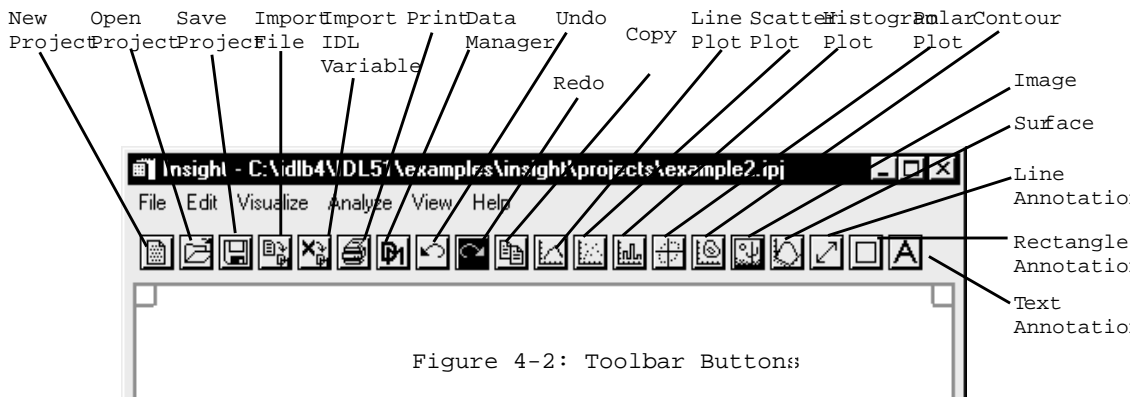 New Project
Open Project
Save Project
Import File
Import IDL Variable
Print
Data Manager
Undo
Redo
Copy
Line Plot
Scatter Plot
Histogram Plot
Polar Plot
Contour
Image
Surface
Line Annotation
Rectangle Annotation
Text Annotation
Insight - C:\idlb4\IDL51\examples\insight\projects\example2.ipj
File Edit Visualize Analyze View Help
Figure 4-2: Toolbar Buttons